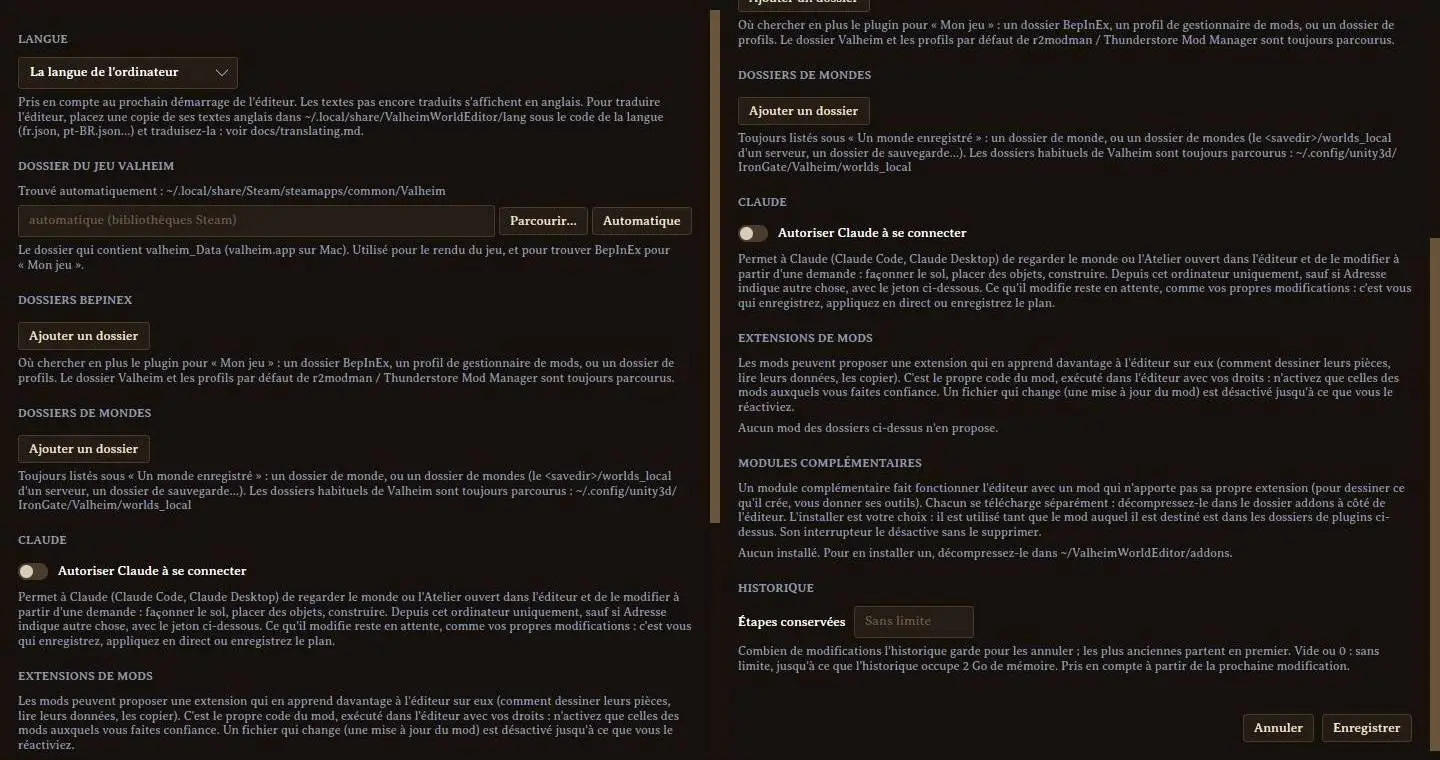 LANGUE
La langue de l'ordinateur
Pris en compte au prochain démarrage de l'éditeur. Les textes pas encore traduits s'affichent en anglais. Pour traduire
l'éditeur, placez une copie de ses textes anglais dans ~/.local/share/ValheimWorldEditor/lang sous le code de la langue
(fr.json, pt-BR.json...) et traduisez-la : voir docs/translating.md.
DOSSIER DU JEU VALHEIM
Trouvé automatiquement : ~/.local/share/Steam/steamapps/common/Valheim
automatique (bibliothèques Steam)
Parcourir...
Automatique
Le dossier qui contient valheim_Data (valheim.app sur Mac). Utilisé pour le rendu du jeu, et pour trouver BepInEx pour
« Mon jeu ».
DOSSIERS BEPINEX
Ajouter un dossier
Où chercher en plus le plugin pour « Mon jeu » : un dossier BepInEx, un profil de gestionnaire de mods, ou un dossier de
profils. Le dossier Valheim et les profils par défaut de r2modman / Thunderstore Mod Manager sont toujours parcourus.
DOSSIERS DE MONDES
Ajouter un dossier
Toujours listés sous « Un monde enregistré » : un dossier de monde, ou un dossier de mondes (le <savedir>/worlds_local
d'un serveur, un dossier de sauvegarde...). Les dossiers habituels de Valheim sont toujours parcourus : ~/.config/unity3d/
IronGate/Valheim/worlds_local
CLAUDE
Autoriser Claude à se connecter
Permet à Claude (Claude Code, Claude Desktop) de regarder le monde ou l'Atelier ouvert dans l'éditeur et de le modifier à
partir d'une demande : façonner le sol, placer des objets, construire. Depuis cet ordinateur uniquement, sauf si Adresse
indique autre chose, avec le jeton ci-dessous. Ce qu'il modifie reste en attente, comme vos propres modifications : c'est vous
qui enregistrez, appliquez en direct ou enregistrez le plan.
EXTENSIONS DE MODS
Les mods peuvent proposer une extension qui en apprend davantage à l'éditeur sur eux (comment dessiner leurs pièces,
lire leurs données, les copier). C'est le propre code du mod, exécuté dans l'éditeur avec vos droits : n'activez que celles des
mods auxquels vous faites confiance. Un fichier qui change (une mise à jour du mod) est désactivé jusqu'à ce que vous le
réactiviez.
Ajouter un dossier
Où chercher en plus le plugin pour « Mon jeu » : un dossier BepInEx, un profil de gestionnaire de mods, ou un dossier de
profils. Le dossier Valheim et les profils par défaut de r2modman / Thunderstore Mod Manager sont toujours parcourus.
DOSSIERS DE MONDES
Ajouter un dossier
Toujours listés sous « Un monde enregistré » : un dossier de monde, ou un dossier de mondes (le <savedir>/worlds_local
d'un serveur, un dossier de sauvegarde...). Les dossiers habituels de Valheim sont toujours parcourus : ~/.config/unity3d/
IronGate/Valheim/worlds_local
CLAUDE
Autoriser Claude à se connecter
Permet à Claude (Claude Code, Claude Desktop) de regarder le monde ou l'Atelier ouvert dans l'éditeur et de le modifier à
partir d'une demande : façonner le sol, placer des objets, construire. Depuis cet ordinateur uniquement, sauf si Adresse
indique autre chose, avec le jeton ci-dessous. Ce qu'il modifie reste en attente, comme vos propres modifications : c'est vous
qui enregistrez, appliquez en direct ou enregistrez le plan.
EXTENSIONS DE MODS
Les mods peuvent proposer une extension qui en apprend davantage à l'éditeur sur eux (comment dessiner leurs pièces,
lire leurs données, les copier). C'est le propre code du mod, exécuté dans l'éditeur avec vos droits : n'activez que celles des
mods auxquels vous faites confiance. Un fichier qui change (une mise à jour du mod) est désactivé jusqu'à ce que vous le
réactiviez.
Aucun mod des dossiers ci-dessus n'en propose.
MODULES COMPLÉMENTAIRES
Un module complémentaire fait fonctionner l'éditeur avec un mod qui n'apporte pas sa propre extension (pour dessiner ce
qu'il crée, vous donner ses outils). Chacun se télécharge séparément : décompressez-le dans le dossier addons à côté de
l'éditeur. L'installer est votre choix : il est utilisé tant que le mod auquel il est destiné est dans les dossiers de plugins ci-
dessus. Son interrupteur le désactive sans le supprimer.
Aucun installé. Pour en installer un, décompressez-le dans ~/ValheimWorldEditor/addons.
HISTORIQUE
Étapes conservées
Sans limite
Combien de modifications l'historique garde pour les annuler ; les plus anciennes partent en premier. Vide ou 0 : sans
limite, jusqu'à ce que l'historique occupe 2 Go de mémoire. Pris en compte à partir de la prochaine modification.
Annuler
Enregistrer